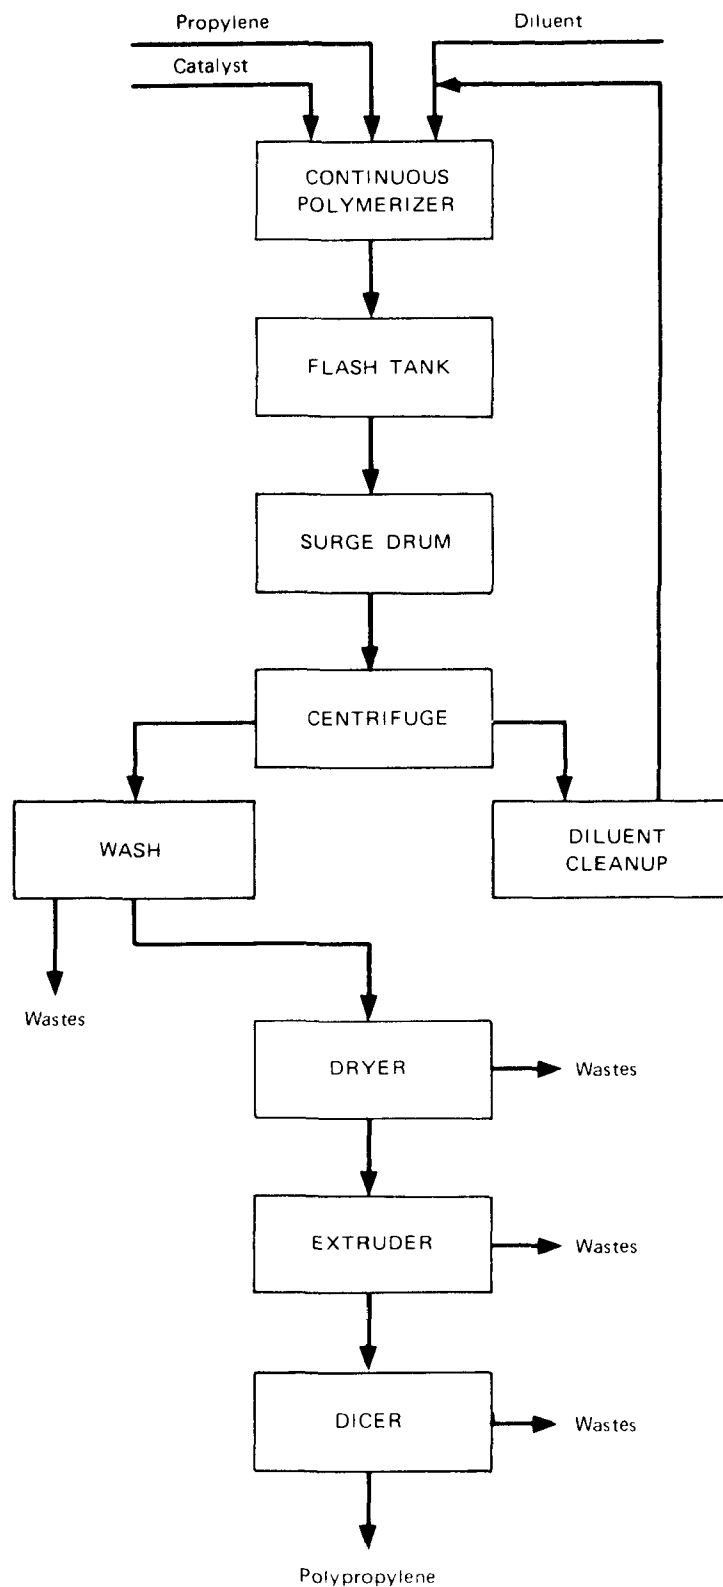 Propylene
Diluent
Catalyst
CONTINUOUS
POLYMERIZER
FLASH TANK
SURGE DRUM
CENTRIFUGE
WASH
DILUENT
CLEANUP
Wastes
DRYER
Wastes
EXTRUDER
Wastes
DICER
Wastes
Polypropylene